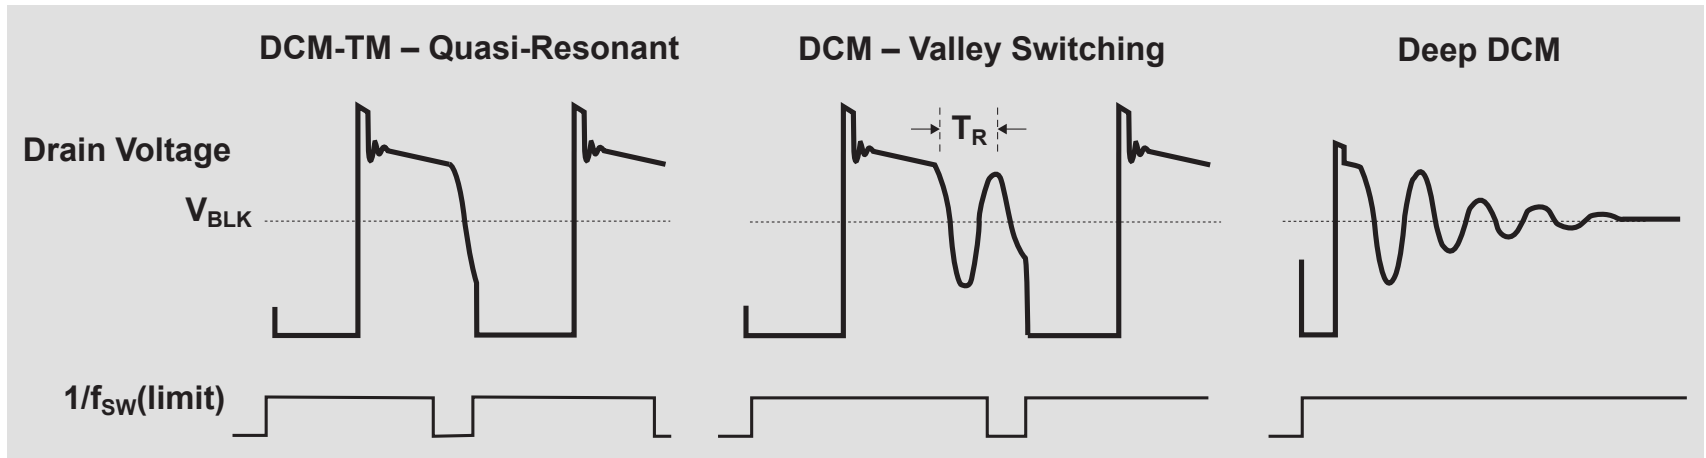 DCM-TM – Quasi-Resonant
DCM – Valley Switching
Deep DCM
Drain Voltage
TR
VBLK
1/fSW(limit)